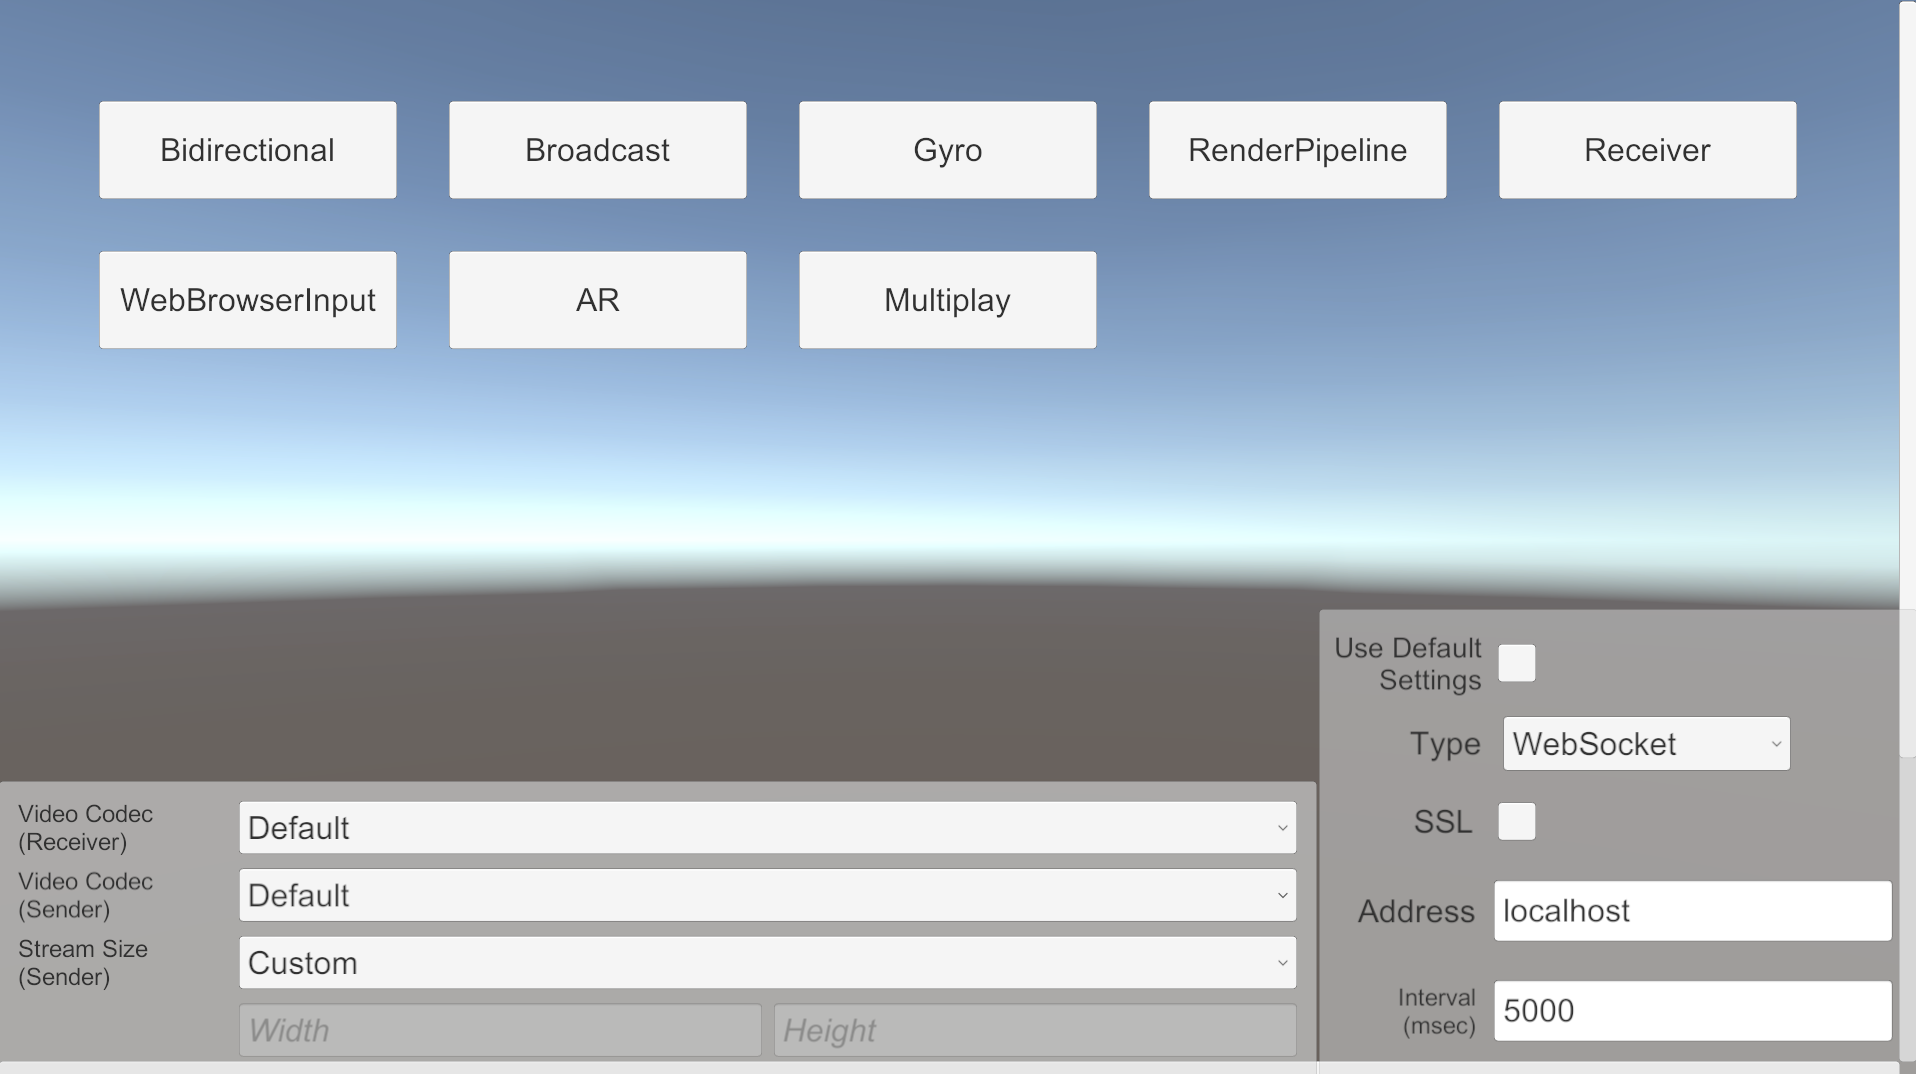 Bidirectional
Broadcast
Gyro
RenderPipeline
Receiver
WebBrowserInput
AR
Multiplay
Use Default
Settings
Type
WebSocket
SSL
Address
localhost
Interval
(msec)
5000
Video Codec
(Receiver)
Default
Video Codec
(Sender)
Default
Stream Size
(Sender)
Custom
Width
Height